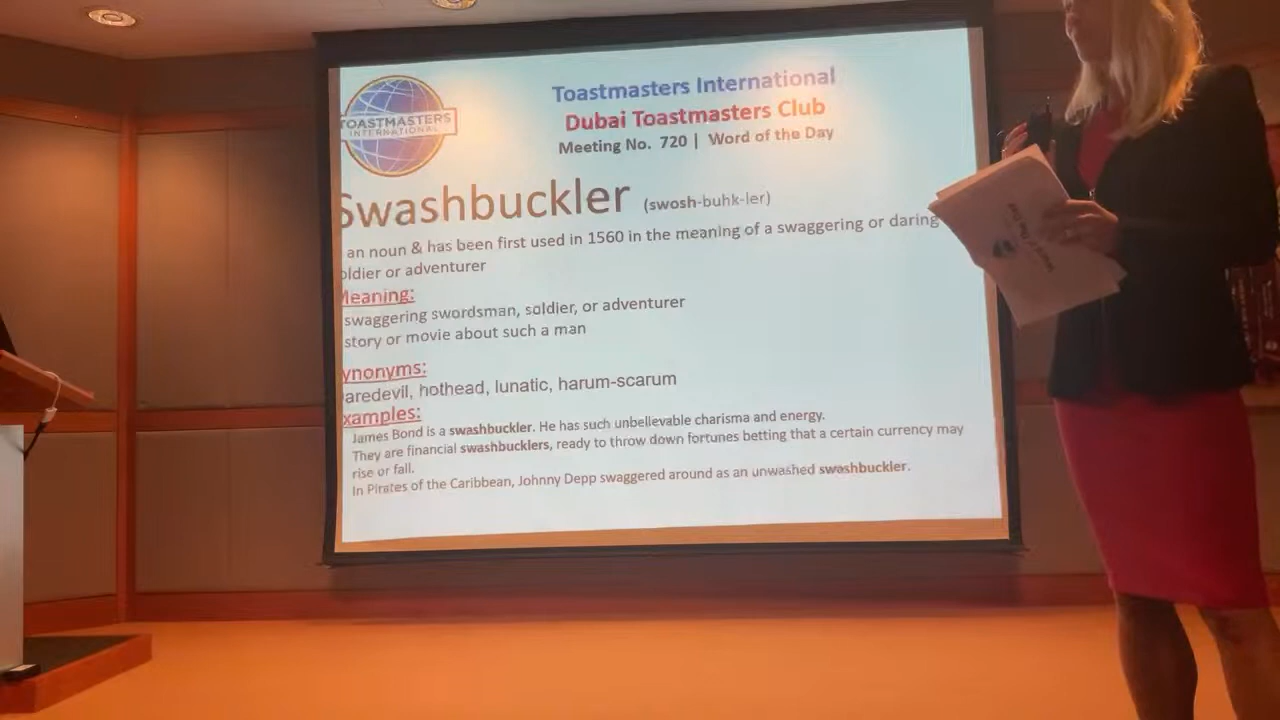 TOASTMASTERS
INTERNATIONAL
Toastmasters International
Dubai Toastmasters Club
Meeting No. 720 | Word of the Day
Swashbuckler (swosh-buhk-ler)
an noun & has been first used in 1560 in the meaning of a swaggering or daring
oldier or adventurer
Meaning:
swaggering swordsman, soldier, or adventurer
story or movie about such a man
ynonyms:
aredevil, hothead, lunatic, harum-scarum
xamples:
James Bond is a swashbuckler. He has such unbelievable charisma and energy.
They are financial swashbucklers, ready to throw down fortunes betting that a certain currency may
rise or fall.
In Pirates of the Caribbean, Johnny Depp swaggered around as an unwashed swashbuckler.